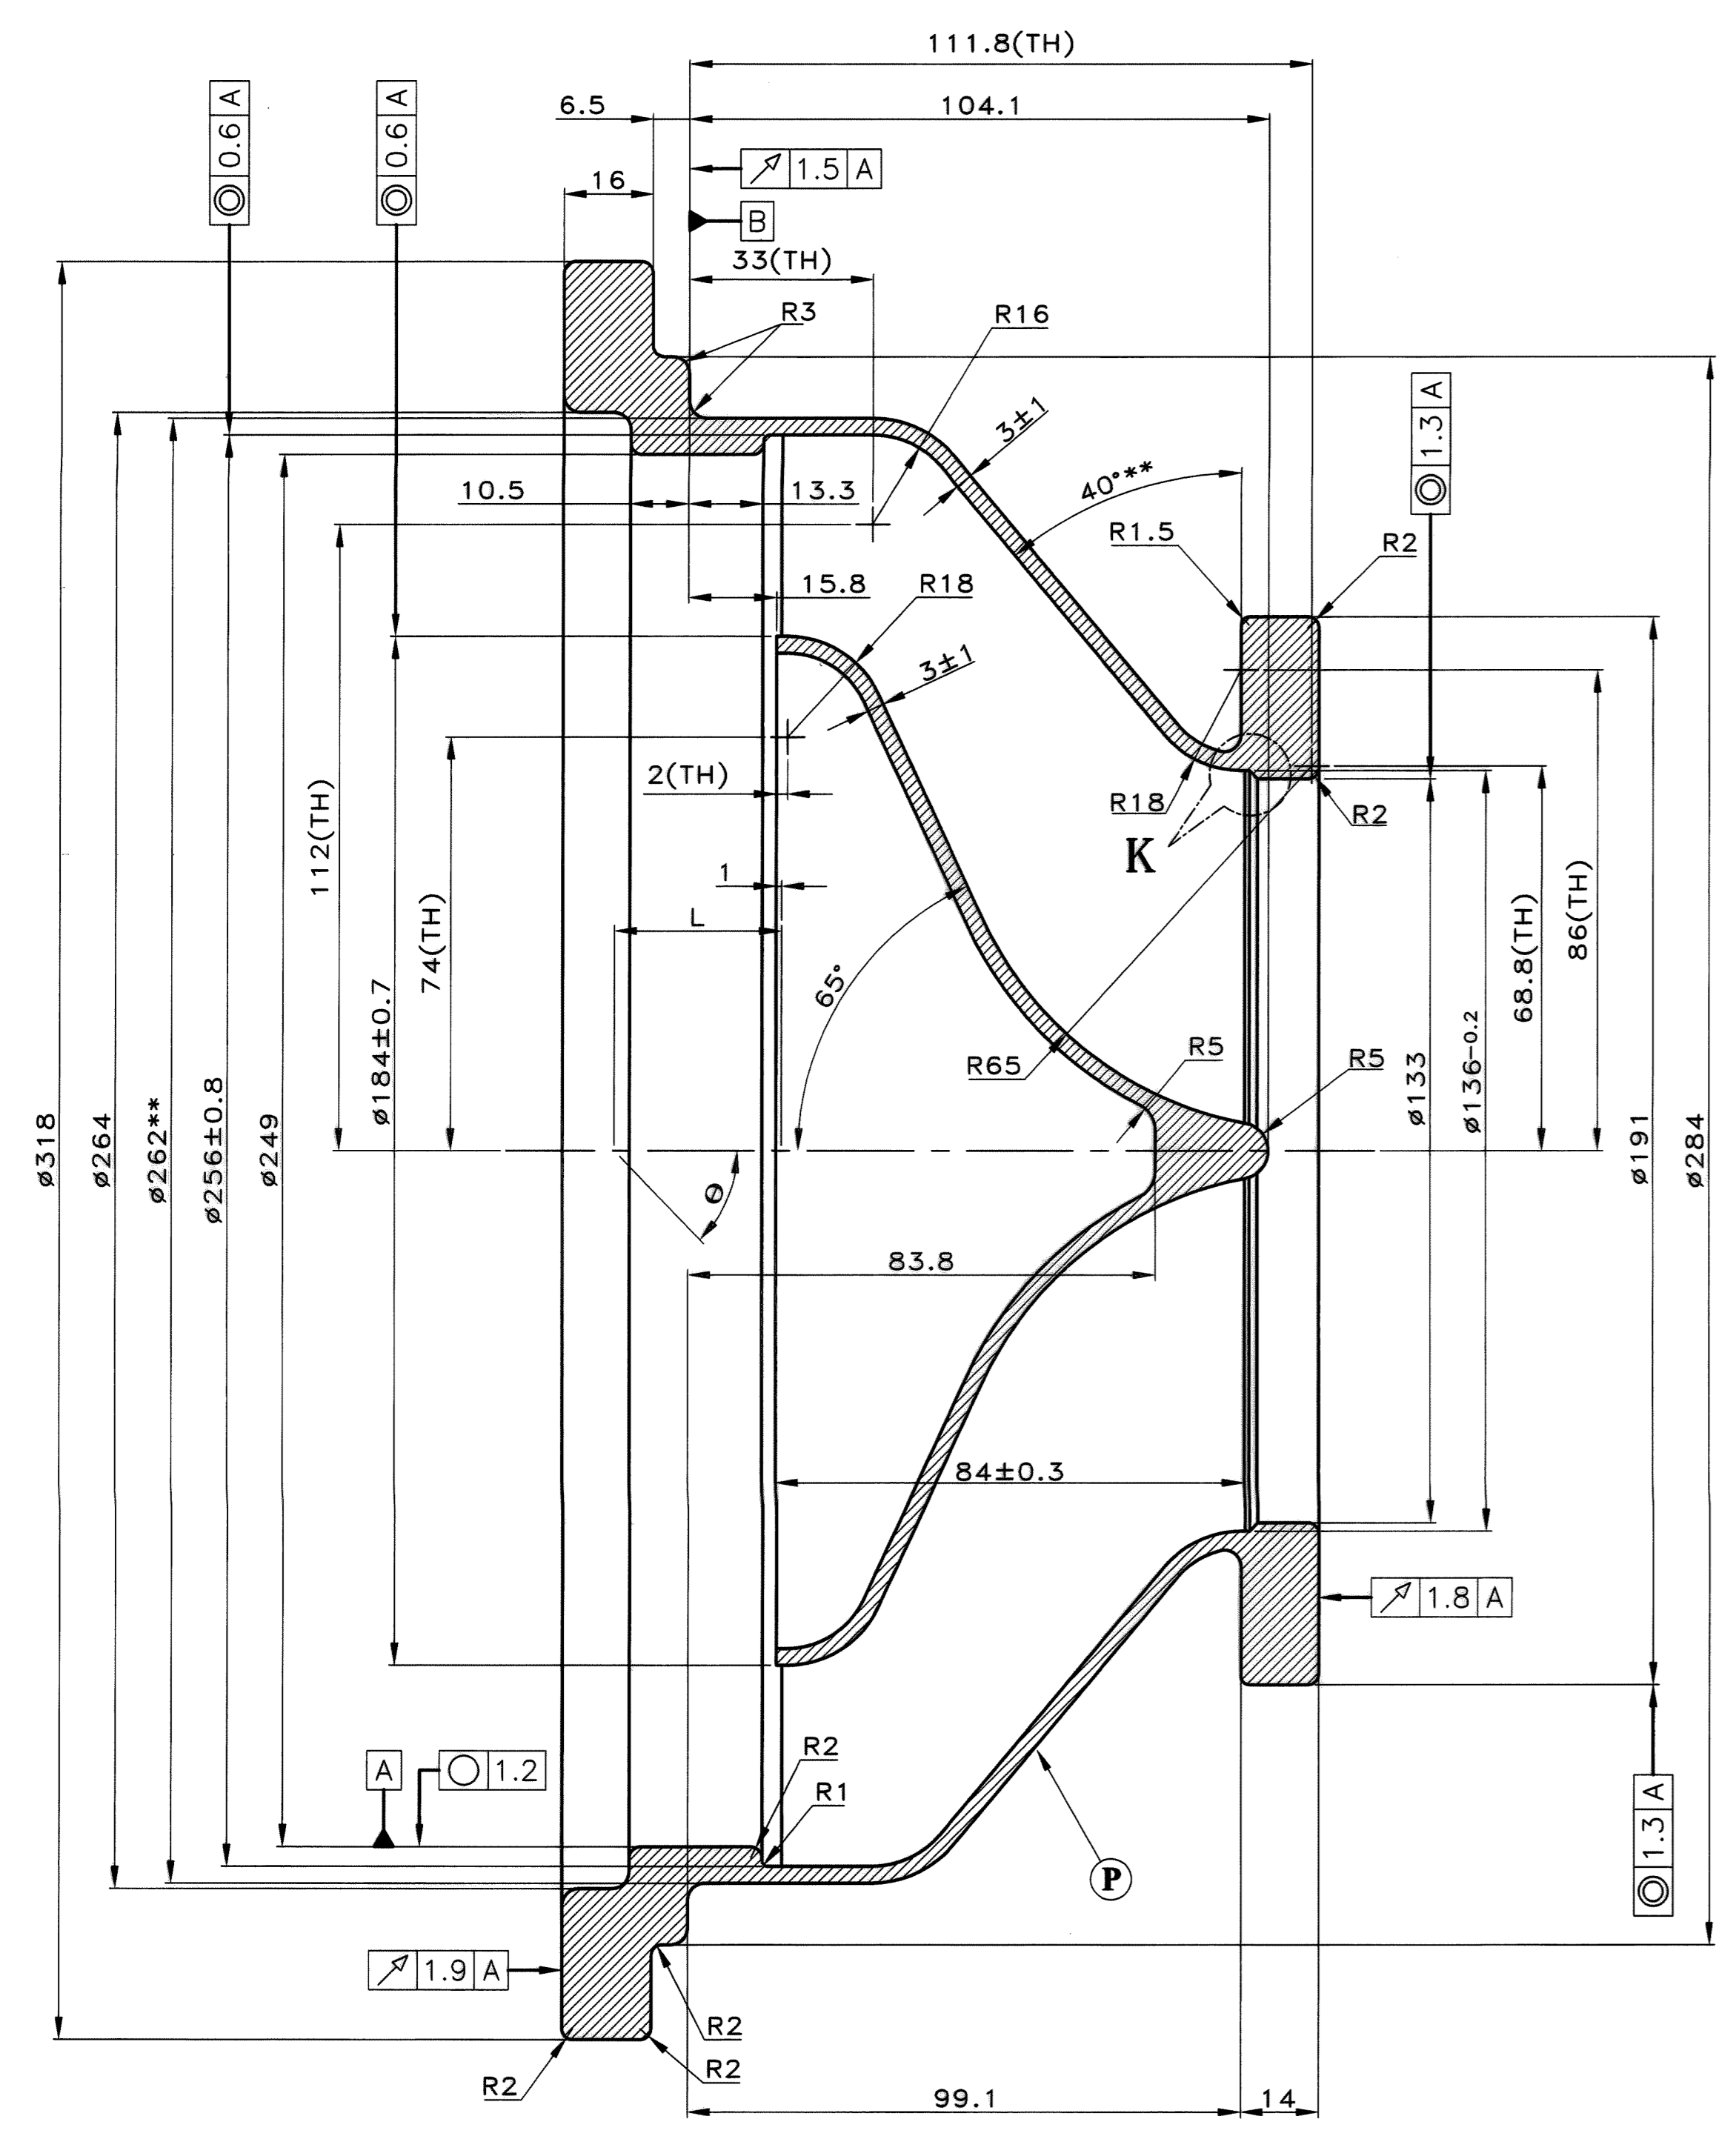 111.8(TH)
6.5
104.1
0.6 A
0.6 A
1.5 A
16
B
33(TH)
R3
R16
3±1
40°**
1.3 A
10.5
13.3
R1.5
R2
15.8
R18
3±1
2(TH)
R18
R2
K
112(TH)
74(TH)
1
L
65°
68.8(TH)
86(TH)
ø184±0.7
R65
R5
R5
ø318
ø264
ø262**
ø256±0.8
ø249
ø133
ø136-0.2
ø191
ø284
θ
83.8
84±0.3
1.8 A
A
1.2
R2
R1
P
1.3 A
1.9 A
R2
R2
R2
99.1
14